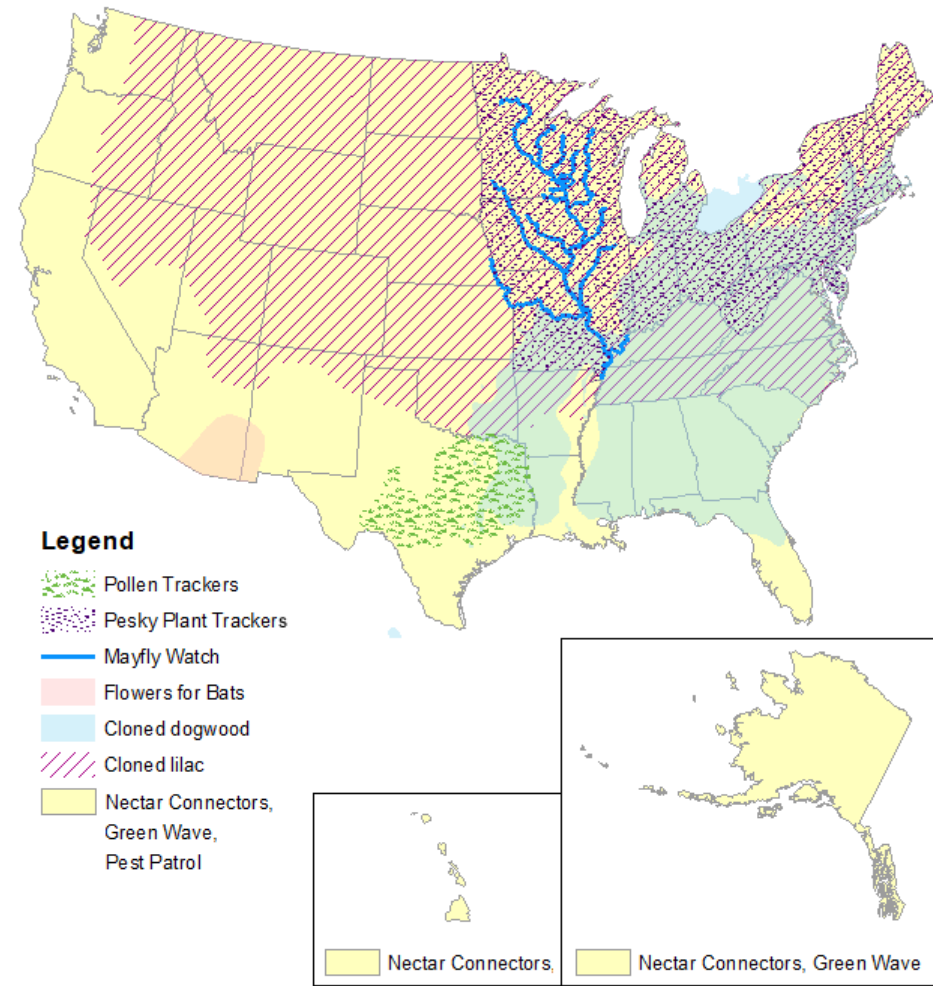 Legend
Pollen Trackers
Pesky Plant Trackers
Mayfly Watch
Flowers for Bats
Cloned dogwood
Cloned lilac
Nectar Connectors,
Green Wave,
Pest Patrol
Nectar Connectors,
Nectar Connectors, Green Wave